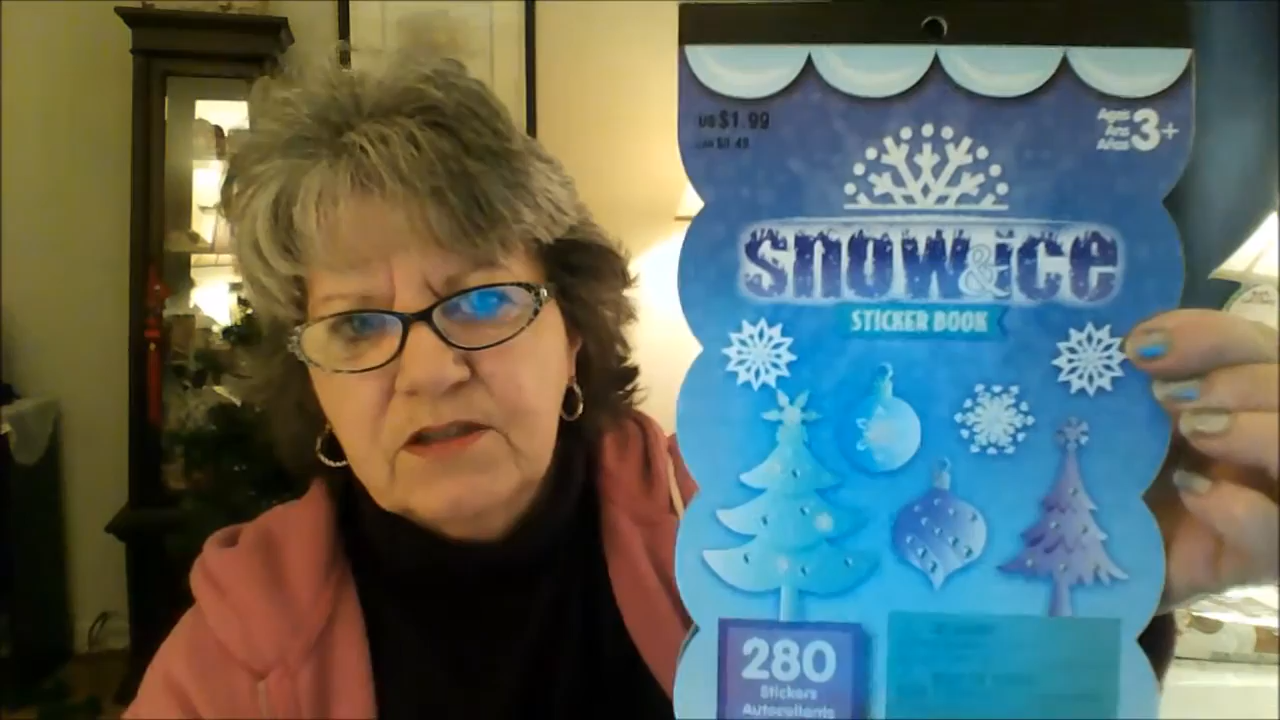 US $1.99
Ages
Ans
Años
3+
snow & ice
STICKER BOOK
280
Stickers
Autocollants